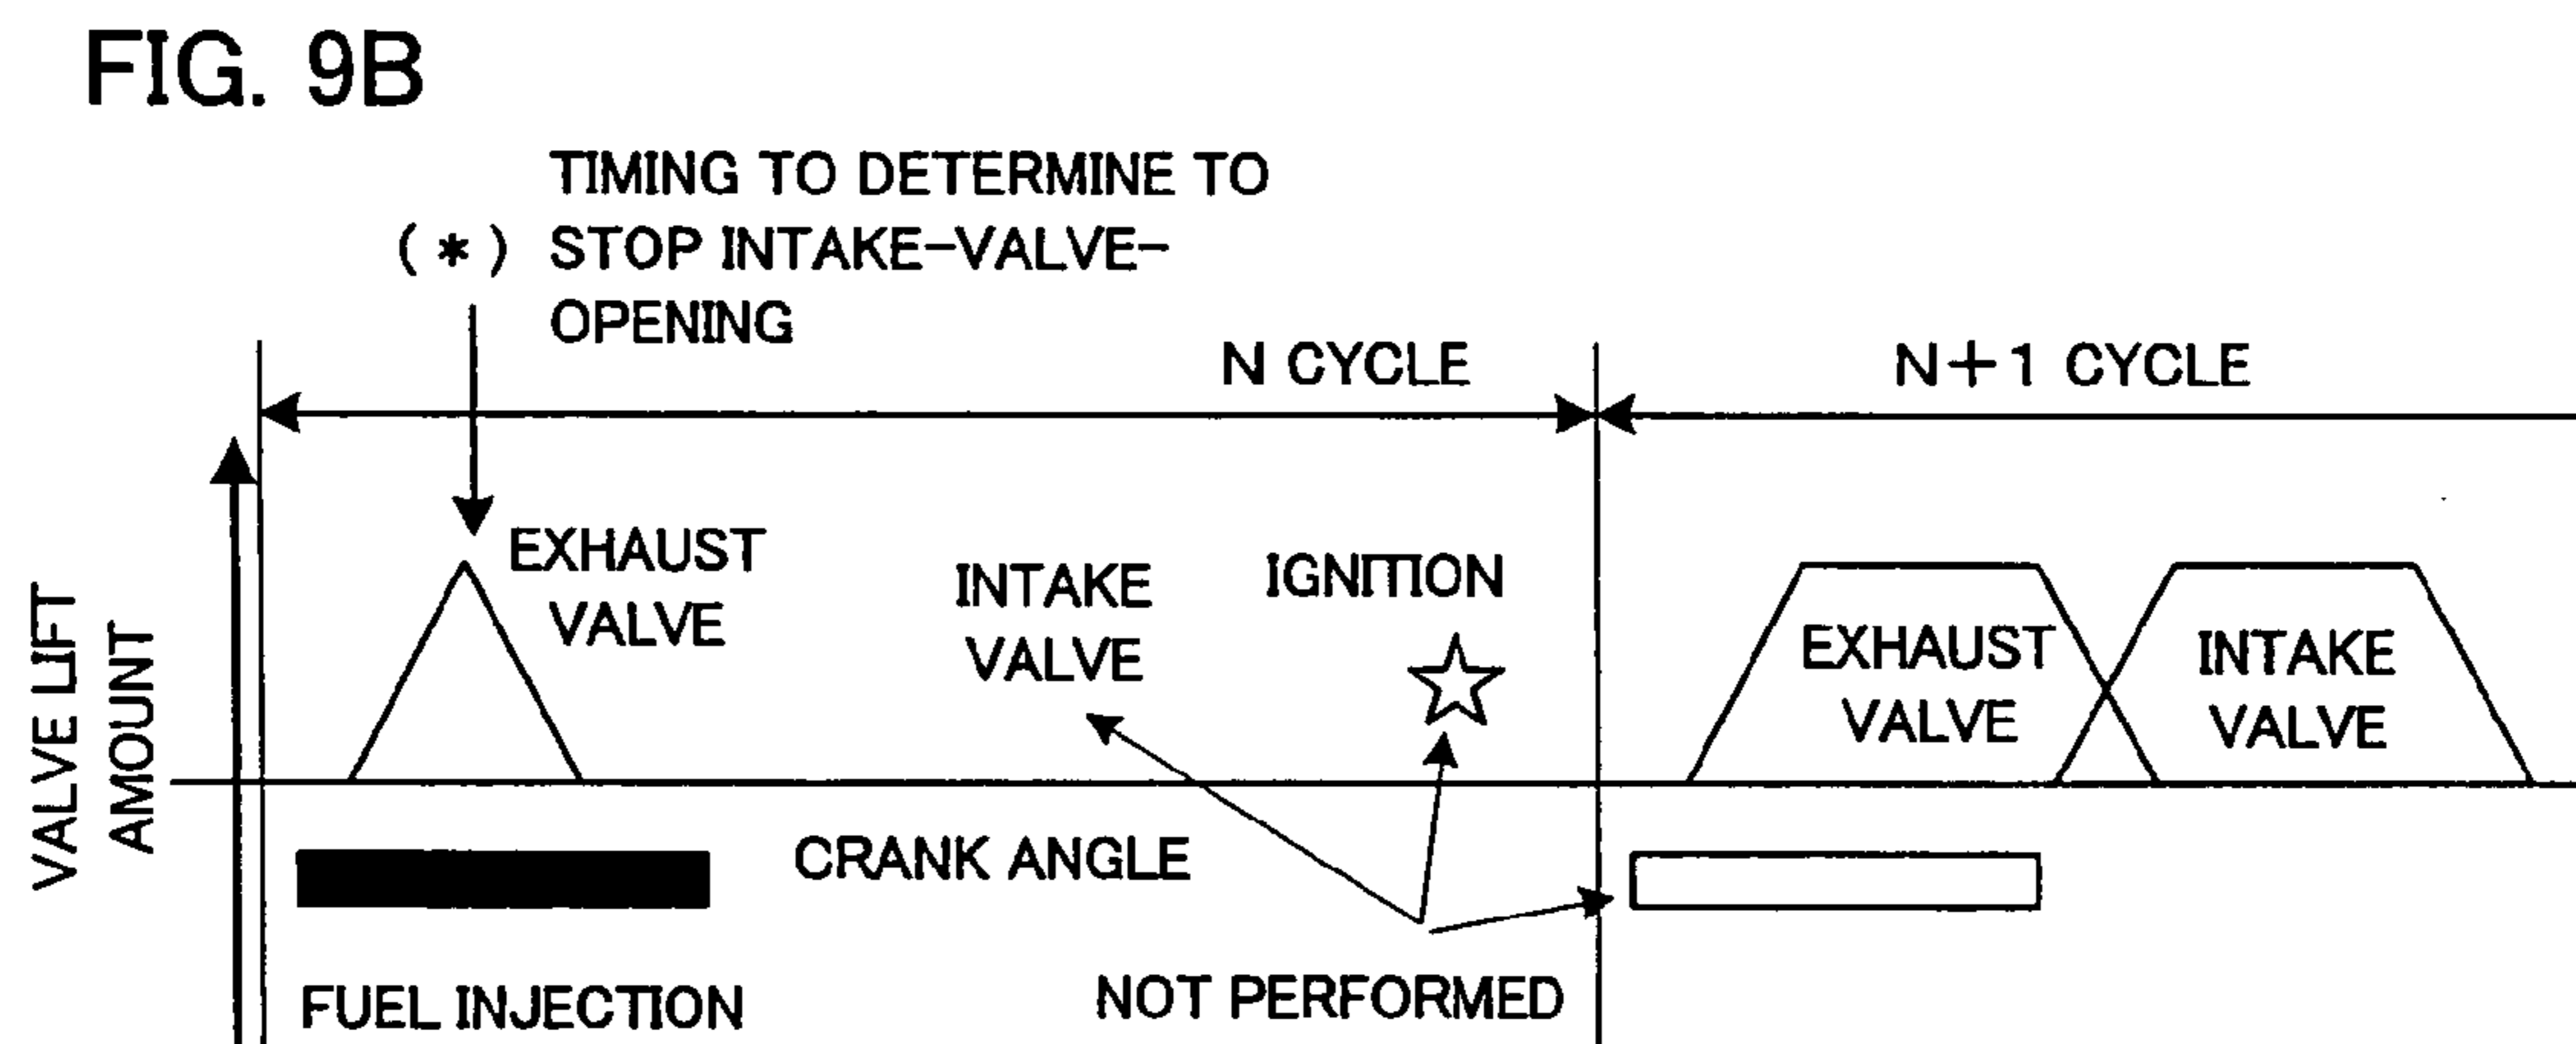 FIG. 9B
TIMING TO DETERMINE TO
(*) STOP INTAKE-VALVE-
OPENING
N CYCLE
N+1 CYCLE
VALVE LIFT
AMOUNT
EXHAUST
VALVE
INTAKE
VALVE
IGNITION
EXHAUST
VALVE
INTAKE
VALVE
CRANK ANGLE
FUEL INJECTION
NOT PERFORMED